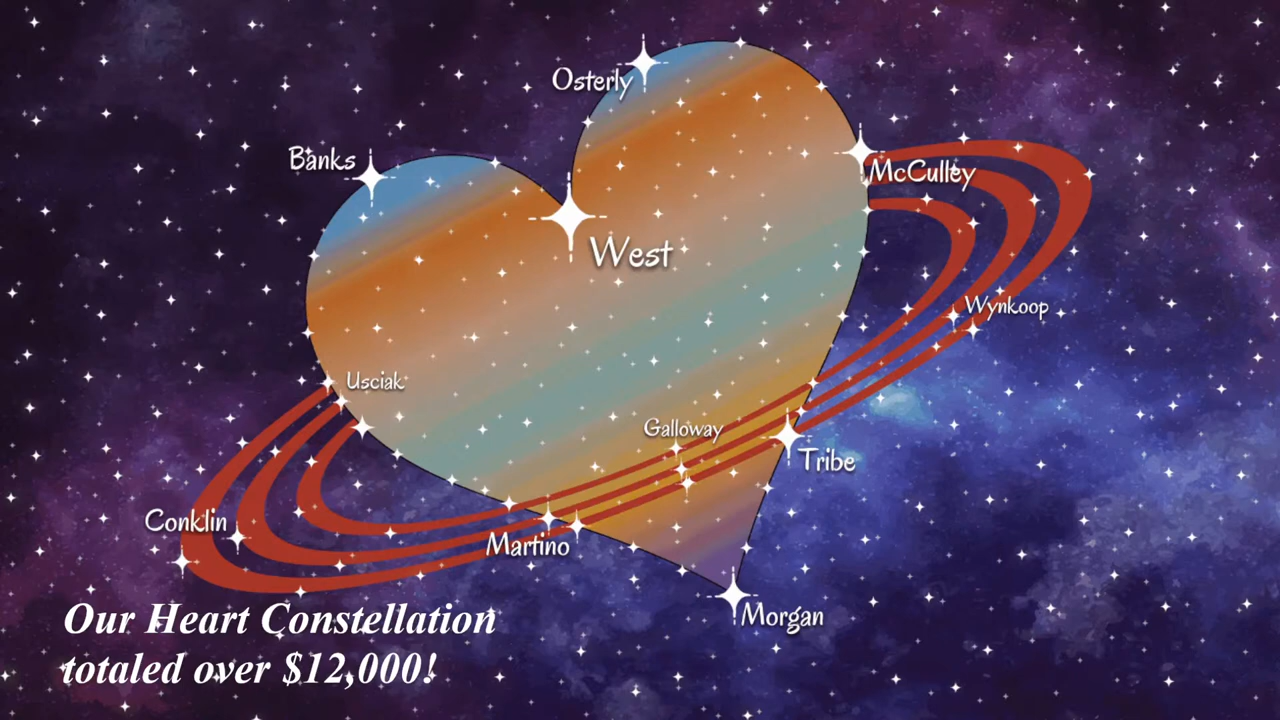 Osterly
Banks
McCulley
West
Wynkoop
Usciak
Galloway
Tribe
Conklin
Martino
Morgan
Our Heart Constellation
totaled over $12,000!